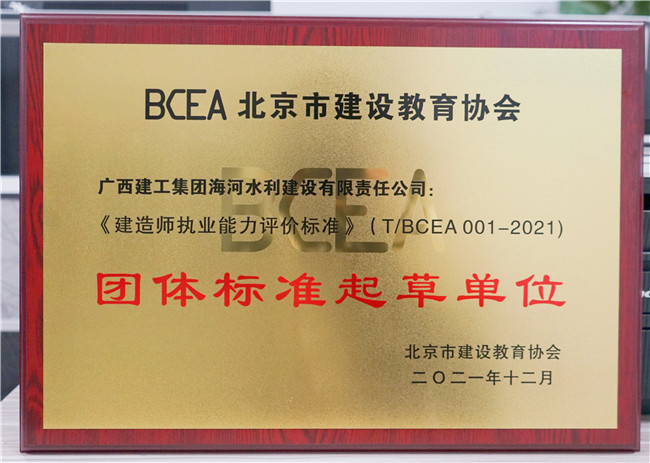 BCEA 北京市建设教育协会
BCEA
广西建工集团海河水利建设有限责任公司：
《建造师执业能力评价标准》（T/BCEA 001-2021)
团体标准起草单位
北京市建设教育协会
二〇二一年十二月